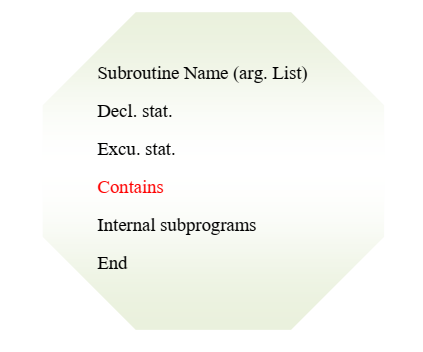 Subroutine Name (arg. List)
Decl. stat.
Excu. stat.
Contains
Internal subprograms
End